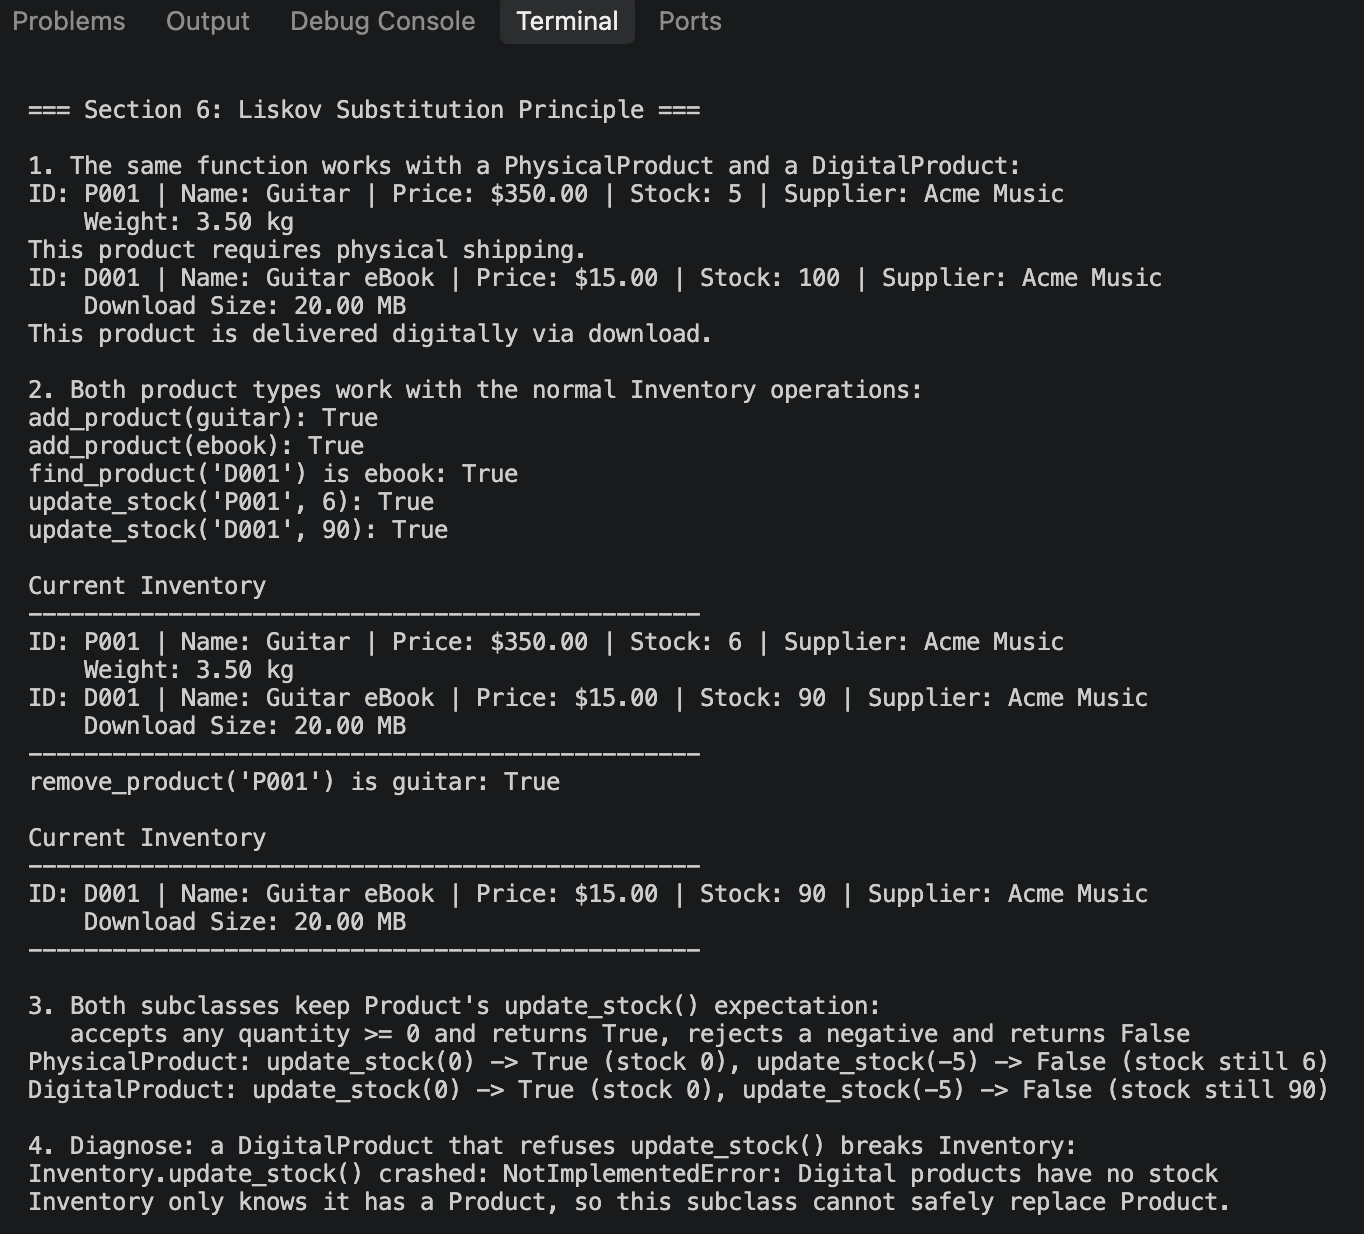 Problems Output Debug Console Terminal Ports
=== Section 6: Liskov Substitution Principle ===
1. The same function works with a PhysicalProduct and a DigitalProduct:
ID: P001 | Name: Guitar | Price: $350.00 | Stock: 5 | Supplier: Acme Music
    Weight: 3.50 kg
This product requires physical shipping.
ID: D001 | Name: Guitar eBook | Price: $15.00 | Stock: 100 | Supplier: Acme Music
    Download Size: 20.00 MB
This product is delivered digitally via download.
2. Both product types work with the normal Inventory operations:
add_product(guitar): True
add_product(ebook): True
find_product('D001') is ebook: True
update_stock('P001', 6): True
update_stock('D001', 90): True
Current Inventory
------------------------------------------------
ID: P001 | Name: Guitar | Price: $350.00 | Stock: 6 | Supplier: Acme Music
    Weight: 3.50 kg
ID: D001 | Name: Guitar eBook | Price: $15.00 | Stock: 90 | Supplier: Acme Music
    Download Size: 20.00 MB
------------------------------------------------
remove_product('P001') is guitar: True
Current Inventory
------------------------------------------------
ID: D001 | Name: Guitar eBook | Price: $15.00 | Stock: 90 | Supplier: Acme Music
    Download Size: 20.00 MB
------------------------------------------------
3. Both subclasses keep Product's update_stock() expectation:
   accepts any quantity >= 0 and returns True, rejects a negative and returns False
PhysicalProduct: update_stock(0) -> True (stock 0), update_stock(-5) -> False (stock still 6)
DigitalProduct: update_stock(0) -> True (stock 0), update_stock(-5) -> False (stock still 90)
4. Diagnose: a DigitalProduct that refuses update_stock() breaks Inventory:
Inventory.update_stock() crashed: NotImplementedError: Digital products have no stock
Inventory only knows it has a Product, so this subclass cannot safely replace Product.